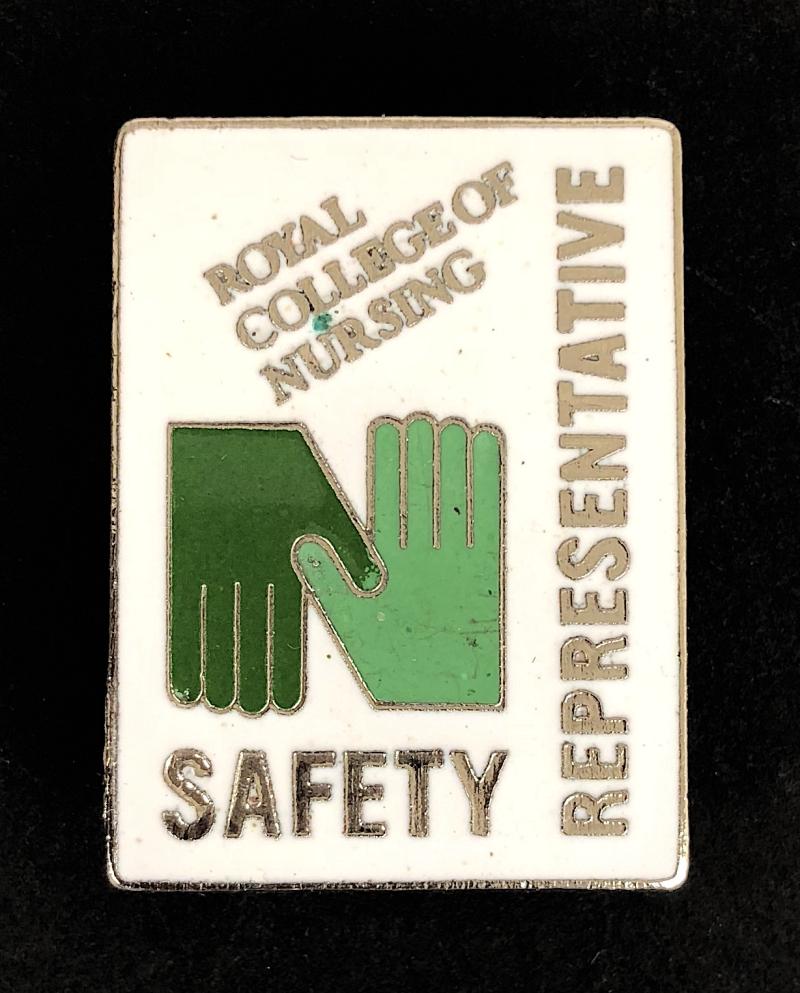 ROYAL
COLLEGE OF
NURSING
SAFETY
REPRESENTATIVE